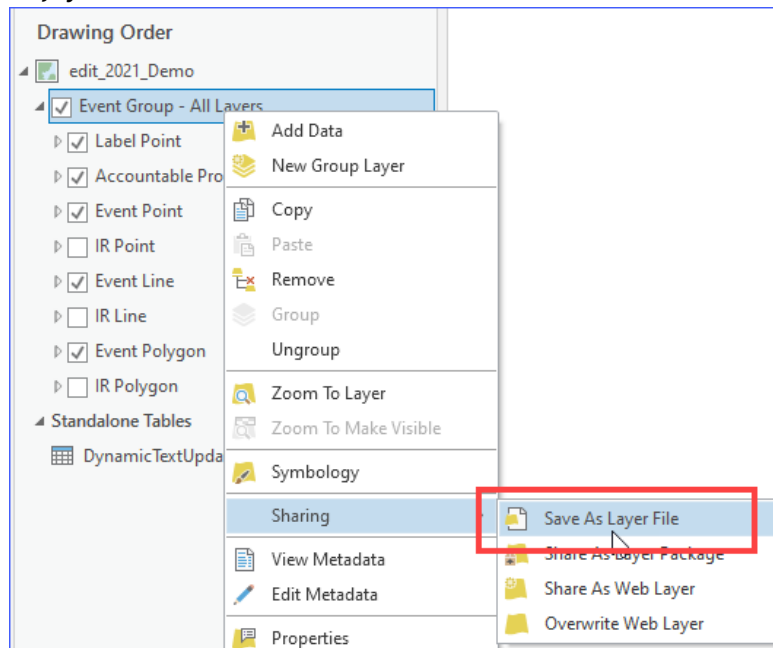 Drawing Order
edit_2021_Demo
Event Group - All Layers
Label Point
Accountable Pro
Event Point
IR Point
Event Line
IR Line
Event Polygon
IR Polygon
Standalone Tables
DynamicTextUpda
Add Data
New Group Layer
Copy
Paste
Remove
Group
Ungroup
Zoom To Layer
Zoom To Make Visible
Symbology
Sharing
View Metadata
Edit Metadata
Properties
Save As Layer File
Share As Layer Package
Share As Web Layer
Overwrite Web Layer